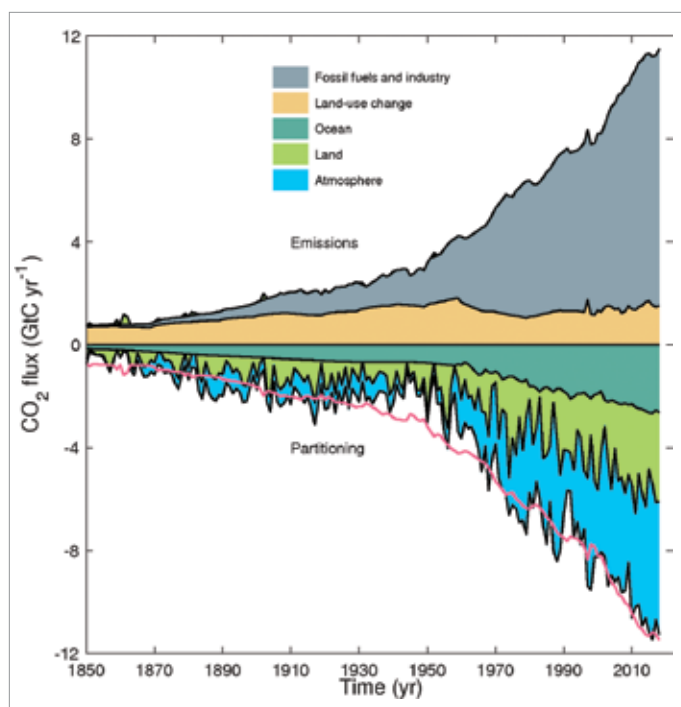 12
8
4
0
-4
-8
-12
CO₂ flux (GtC yr⁻¹)
Fossil fuels and industry
Land-use change
Ocean
Land
Atmosphere
Emissions
Partitioning
1850 1870 1890 1910 1930 1950 1970 1990 2010
Time (yr)